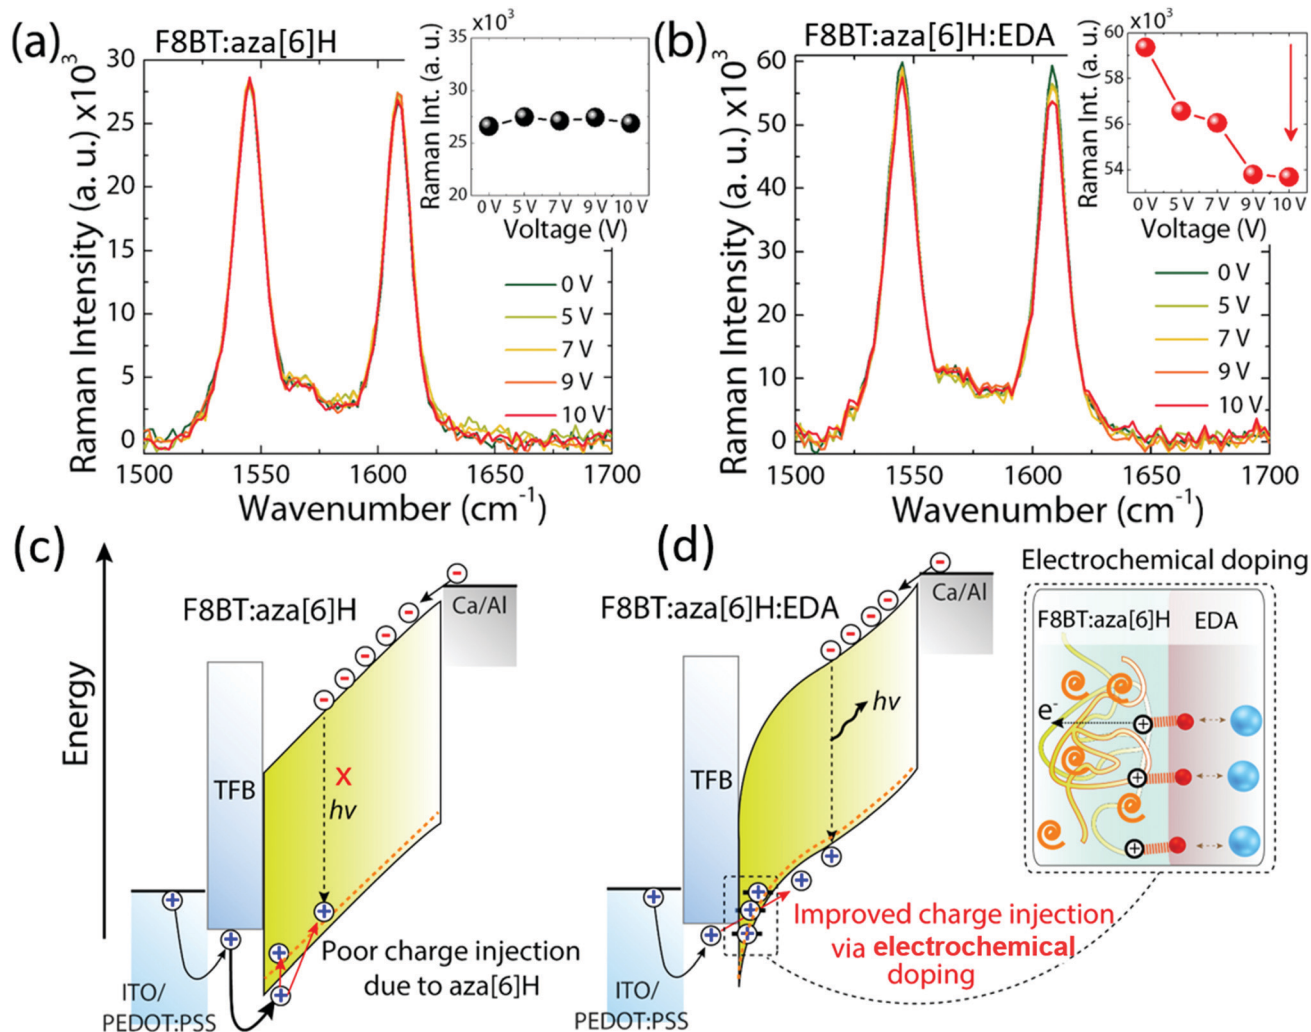 (a)
F8BT:aza[6]H
Raman Intensity (a. u.) x10³
30
25
20
15
10
5
0
1500
1550
1600
1650
1700
Wavenumber (cm⁻¹)
x10³
Raman Int. (a. u.)
35
30
25
20
0 V
5 V
7 V
9 V
10 V
Voltage (V)
0 V
5 V
7 V
9 V
10 V
(b)
F8BT:aza[6]H:EDA
Raman Intensity (a. u.) x10³
60
50
40
30
20
10
0
1500
1550
1600
1650
1700
Wavenumber (cm⁻¹)
x10³
Raman Int. (a. u.)
60
58
56
54
0 V
5 V
7 V
9 V
10 V
Voltage (V)
0 V
5 V
7 V
9 V
10 V
(c)
Energy
F8BT:aza[6]H
Ca/Al
TFB
X
hν
Poor charge injection
due to aza[6]H
ITO/
PEDOT:PSS
(d)
F8BT:aza[6]H:EDA
Ca/Al
TFB
hν
Improved charge injection
via electrochemical
doping
ITO/
PEDOT:PSS
Electrochemical doping
F8BT:aza[6]H EDA
e⁻